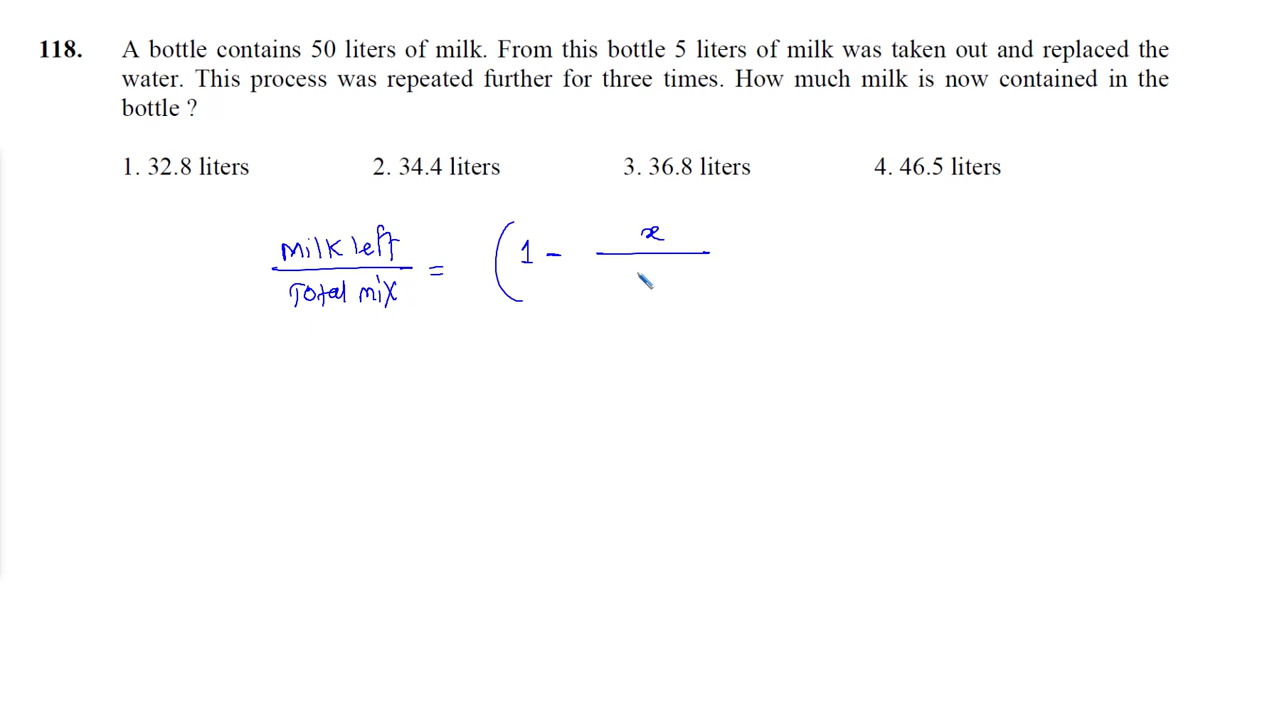 118. A bottle contains 50 liters of milk. From this bottle 5 liters of milk was taken out and replaced the
water. This process was repeated further for three times. How much milk is now contained in the
bottle ?
1. 32.8 liters 2. 34.4 liters 3. 36.8 liters 4. 46.5 liters
Milk left
Total mix
= (1 - x